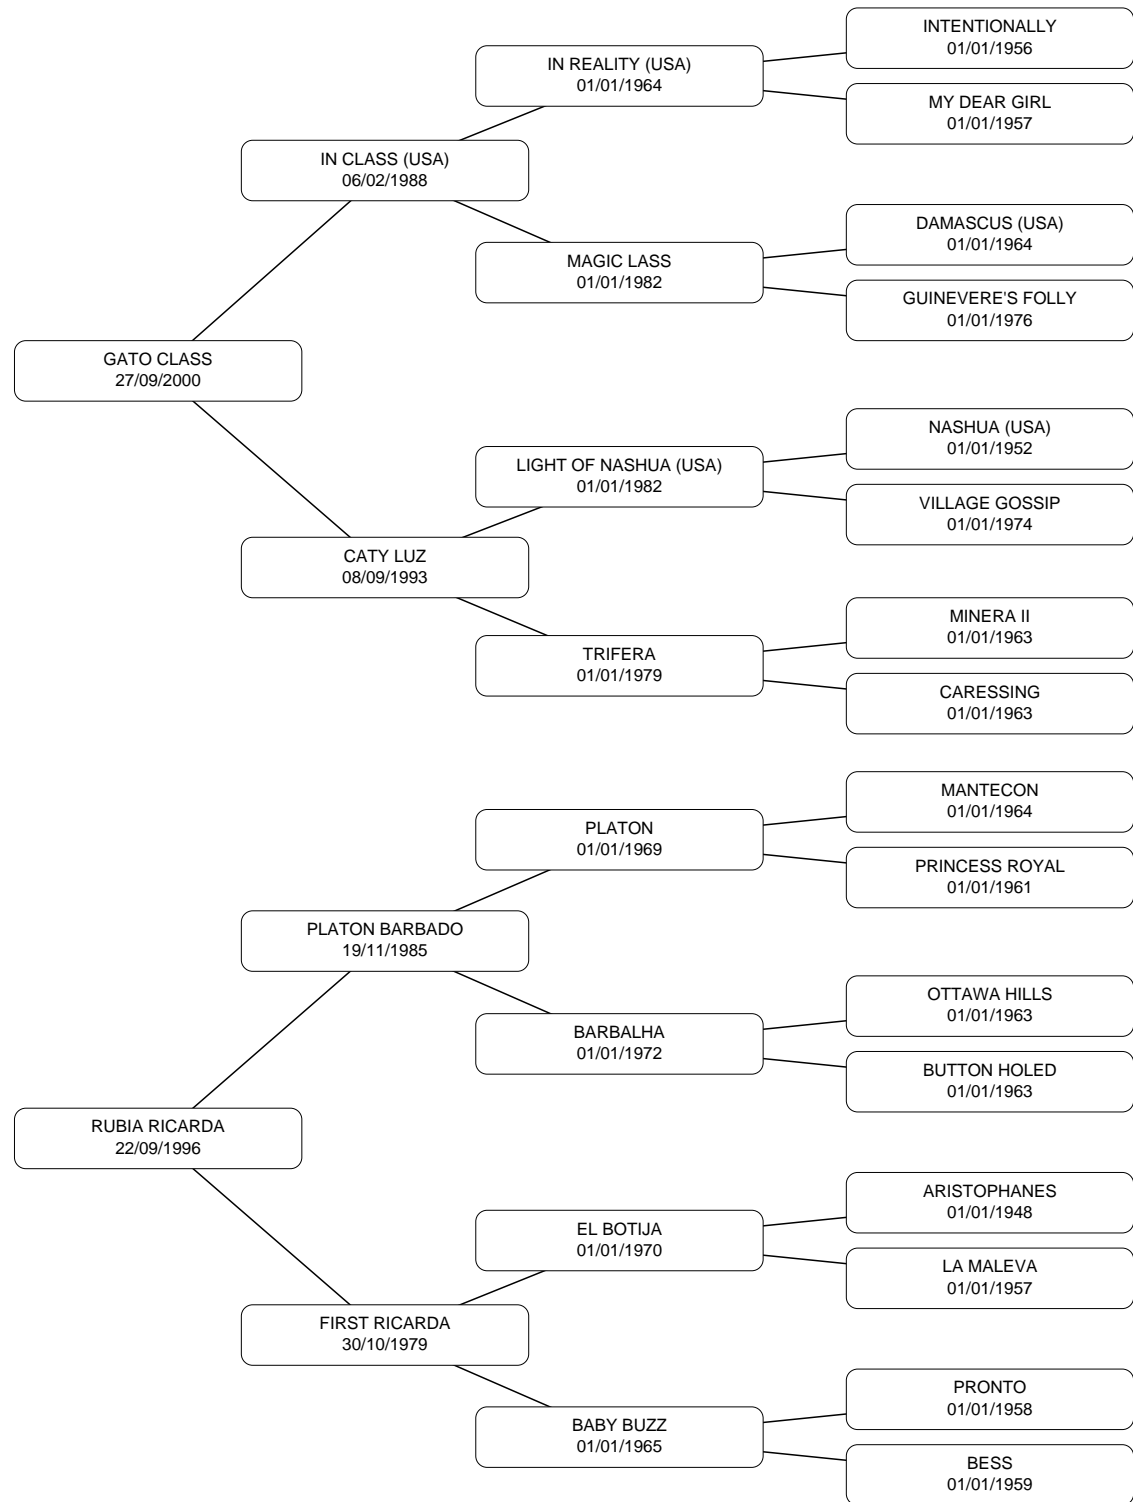 INTENTIONALLY
01/01/1956
IN REALITY (USA)
01/01/1964
MY DEAR GIRL
01/01/1957
IN CLASS (USA)
06/02/1988
DAMASCUS (USA)
01/01/1964
MAGIC LASS
01/01/1982
GUINEVERE'S FOLLY
01/01/1976
GATO CLASS
27/09/2000
NASHUA (USA)
01/01/1952
LIGHT OF NASHUA (USA)
01/01/1982
VILLAGE GOSSIP
01/01/1974
CATY LUZ
08/09/1993
MINERA II
01/01/1963
TRIFERA
01/01/1979
CARESSING
01/01/1963
MANTECON
01/01/1964
PLATON
01/01/1969
PRINCESS ROYAL
01/01/1961
PLATON BARBADO
19/11/1985
OTTAWA HILLS
01/01/1963
BARBALHA
01/01/1972
BUTTON HOLED
01/01/1963
RUBIA RICARDA
22/09/1996
ARISTOPHANES
01/01/1948
EL BOTIJA
01/01/1970
LA MALEVA
01/01/1957
FIRST RICARDA
30/10/1979
PRONTO
01/01/1958
BABY BUZZ
01/01/1965
BESS
01/01/1959